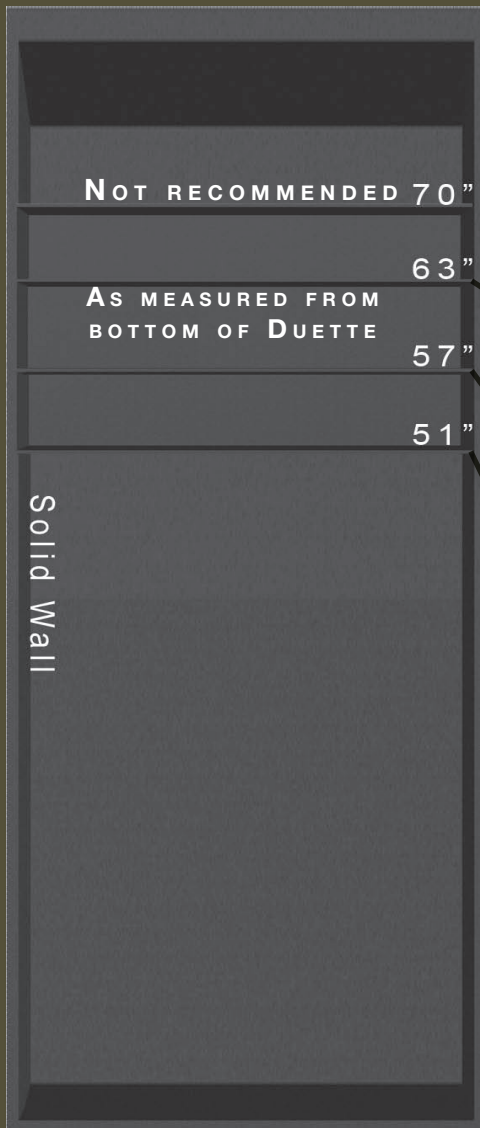 Not recommended 70”
63”
As measured from
bottom of Duette
57”
51”
Solid Wall